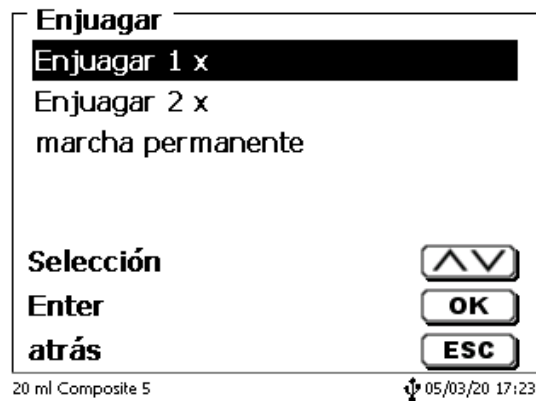 Enjuagar
Enjuagar 1 x
Enjuagar 2 x
marcha permanente
Selección
Enter OK
atrás ESC
20 ml Composite 5 05/03/20 17:23